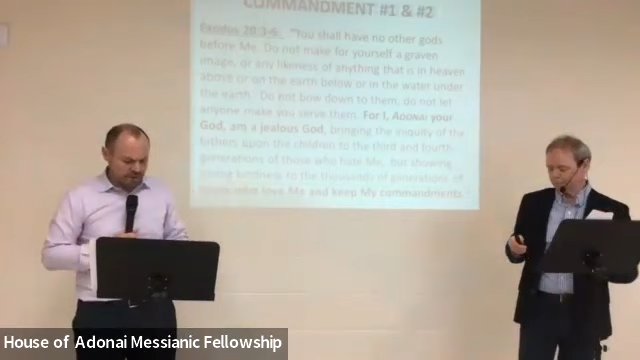 COMMANDMENT #1 & #2
Exodus 20:3-6 "You shall have no other gods
before Me. Do not make for yourself a graven
image, or any likeness of anything that is in heaven
above or on the earth below or in the water under
the earth. Do not bow down to them, do not let
anyone make you serve them. For I, ADONAI your
God, am a jealous God, bringing the iniquity of the
fathers upon the children to the third and fourth
generations of those who hate Me, but showing
loving kindness to the thousands of generations of
those who love Me and keep My commandments.
House of Adonai Messianic Fellowship